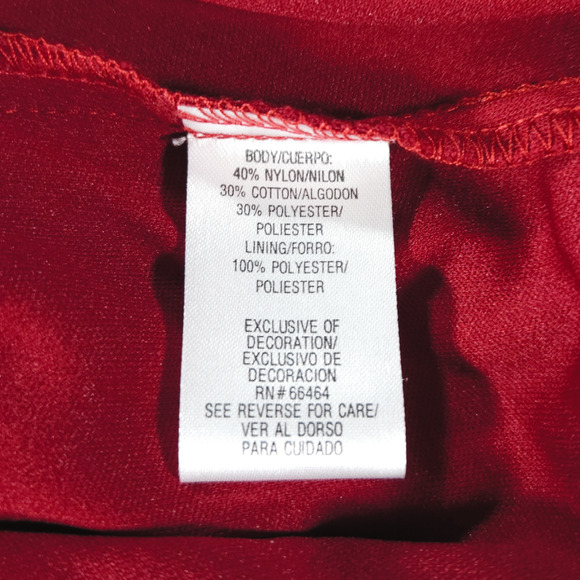 BODY/CUERPO:
40% NYLON/NILON
30% COTTON/ALGODON
30% POLYESTER/
POLIESTER
LINING/FORRO:
100% POLYESTER/
POLIESTER
EXCLUSIVE OF
DECORATION/
EXCLUSIVO DE
DECORACION
RN#66464
SEE REVERSE FOR CARE/
VER AL DORSO
PARA CUIDADO